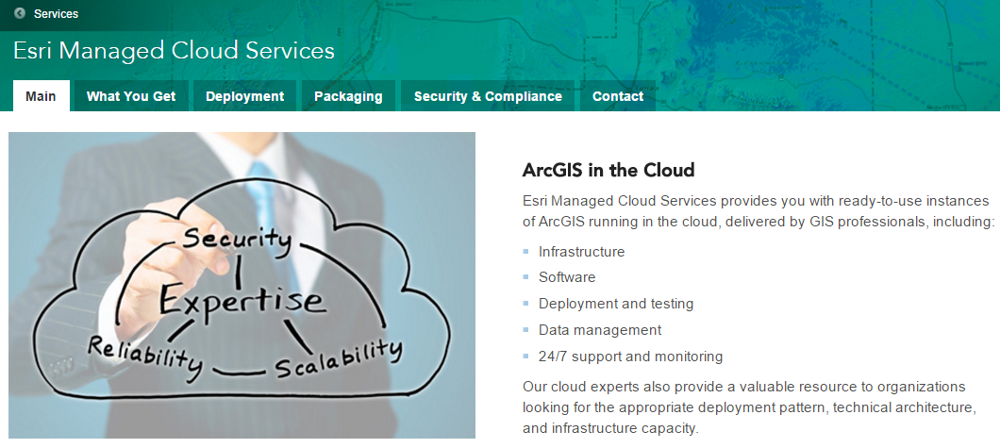 Services
Esri Managed Cloud Services
Main
What You Get
Deployment
Packaging
Security & Compliance
Contact
Security
Expertise
Reliability
Scalability
ArcGIS in the Cloud
Esri Managed Cloud Services provides you with ready-to-use instances
of ArcGIS running in the cloud, delivered by GIS professionals, including:
Infrastructure
Software
Deployment and testing
Data management
24/7 support and monitoring
Our cloud experts also provide a valuable resource to organizations
looking for the appropriate deployment pattern, technical architecture,
and infrastructure capacity.